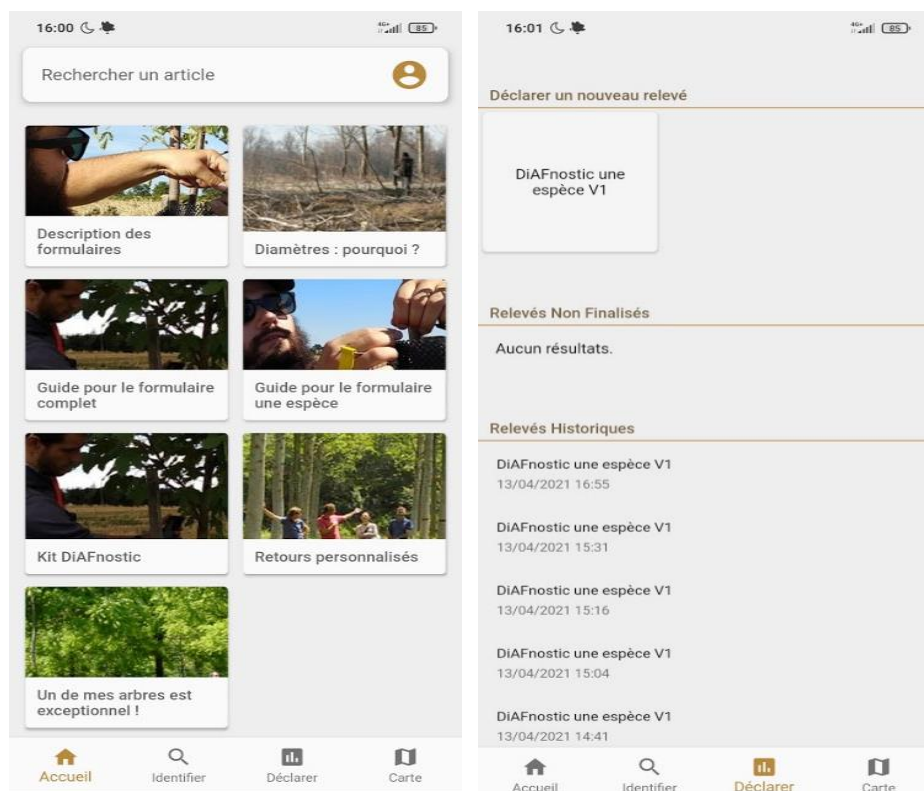 16:00
4G+
85
Rechercher un article
Description des
formulaires
Diamètres : pourquoi ?
Guide pour le formulaire
complet
Guide pour le formulaire
une espèce
Kit DiAFnostic
Retours personnalisés
Un de mes arbres est
exceptionnel !
Accueil
Identifier
Déclarer
Carte
16:01
4G+
85
Déclarer un nouveau relevé
DiAFnostic une
espèce V1
Relevés Non Finalisés
Aucun résultats.
Relevés Historiques
DiAFnostic une espèce V1
13/04/2021 16:55
DiAFnostic une espèce V1
13/04/2021 15:31
DiAFnostic une espèce V1
13/04/2021 15:16
DiAFnostic une espèce V1
13/04/2021 15:04
DiAFnostic une espèce V1
13/04/2021 14:41
Accueil
Identifier
Déclarer
Carte